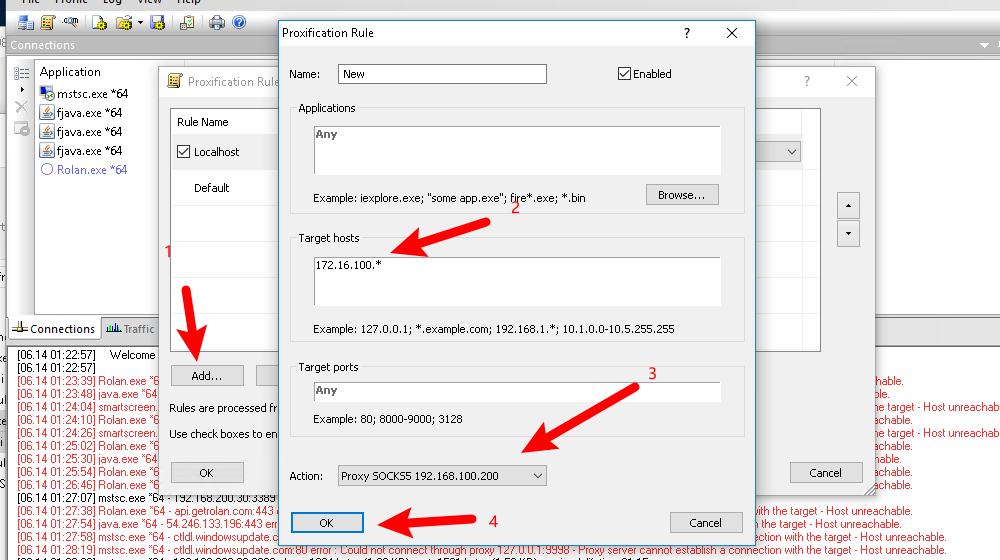 File Profile Log View Help
Connections
Application
mstsc.exe *64
fjava.exe *64
fjava.exe *64
fjava.exe *64
Rolan.exe *64
Proxification Rule
?
Rule Name
Localhost
Default
1
Add...
Rules are processed fr
Use check boxes to en
OK
Cancel
Proxification Rule
?
Name:
New
Enabled
Applications
Any
Example: iexplore.exe; "some app.exe"; fire*.exe; *.bin
Browse...
2
Target hosts
172.16.100.*
Example: 127.0.0.1; *.example.com; 192.168.1.*; 10.1.0.0-10.5.255.255
Target ports
Any
3
Example: 80; 8000-9000; 3128
Action:
Proxy SOCKS5 192.168.100.200
OK
4
Cancel
Connections
Traffic
[06.14 01:22:57] Welcome
[06.14 01:22:57]
[06.14 01:23:39] Rolan.exe *6 achable.
[06.14 01:23:48] java.exe *64 achable.
[06.14 01:24:04] smartscreen. he target - Host unreachable
[06.14 01:24:10] Rolan.exe *6 achable.
[06.14 01:24:26] smartscreen. he target - Host unreachable
[06.14 01:25:02] Rolan.exe *6 achable.
[06.14 01:25:30] java.exe *64 achable.
[06.14 01:25:54] Rolan.exe *6 achable.
[06.14 01:26:46] Rolan.exe *6 achable.
[06.14 01:27:07] mstsc.exe *64 - 192.168.200.30:3389
[06.14 01:27:38] Rolan.exe *64 - api.getrolan.com:443 e with the target - Host unreachable.
[06.14 01:27:54] java.exe *64 - 54.246.133.196:443 err the target - Host unreachable.
[06.14 01:27:58] mstsc.exe *64 - ctldl.windowsupdate.c on with the target - Host unreachable.
[06.14 01:28:19] mstsc.exe *64 - ctldl.windowsupdate.com:80 error : Could not connect through proxy 127.0.0.1:9998 - Proxy server cannot establish a connection with the target - Host unreachable.